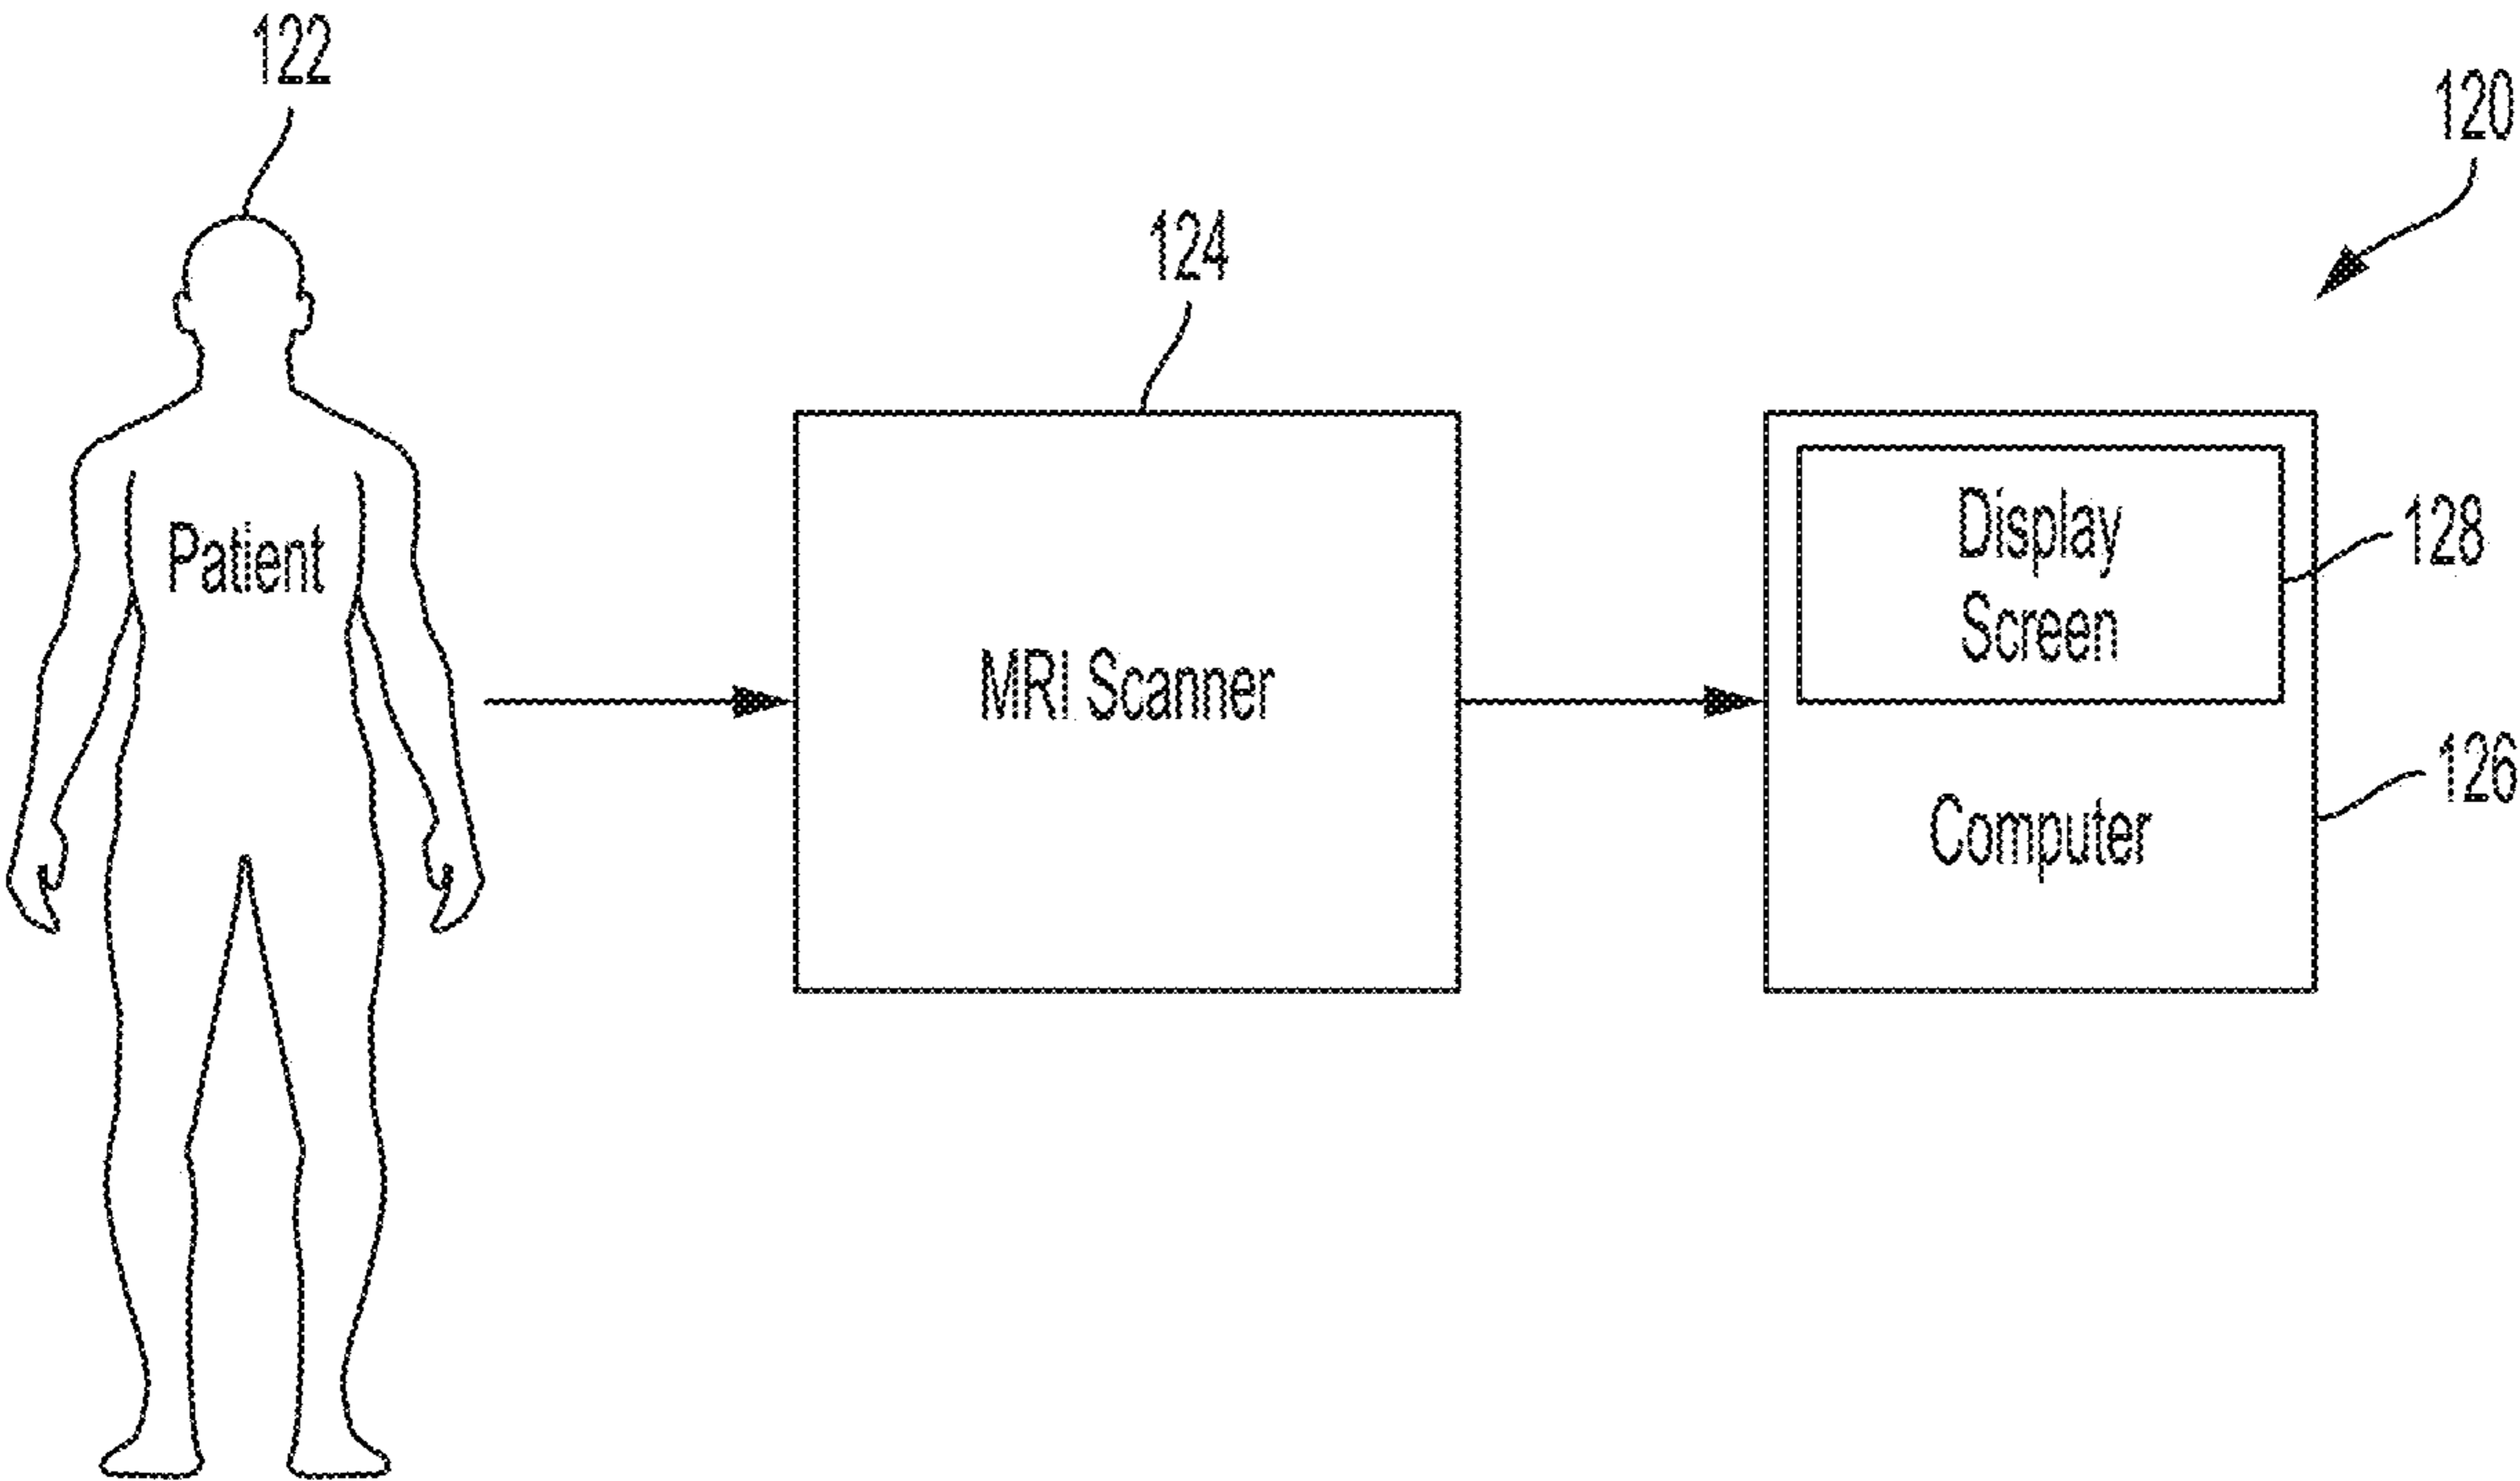 122
120
124
Patient
MRI Scanner
Display
Screen
128
126
Computer